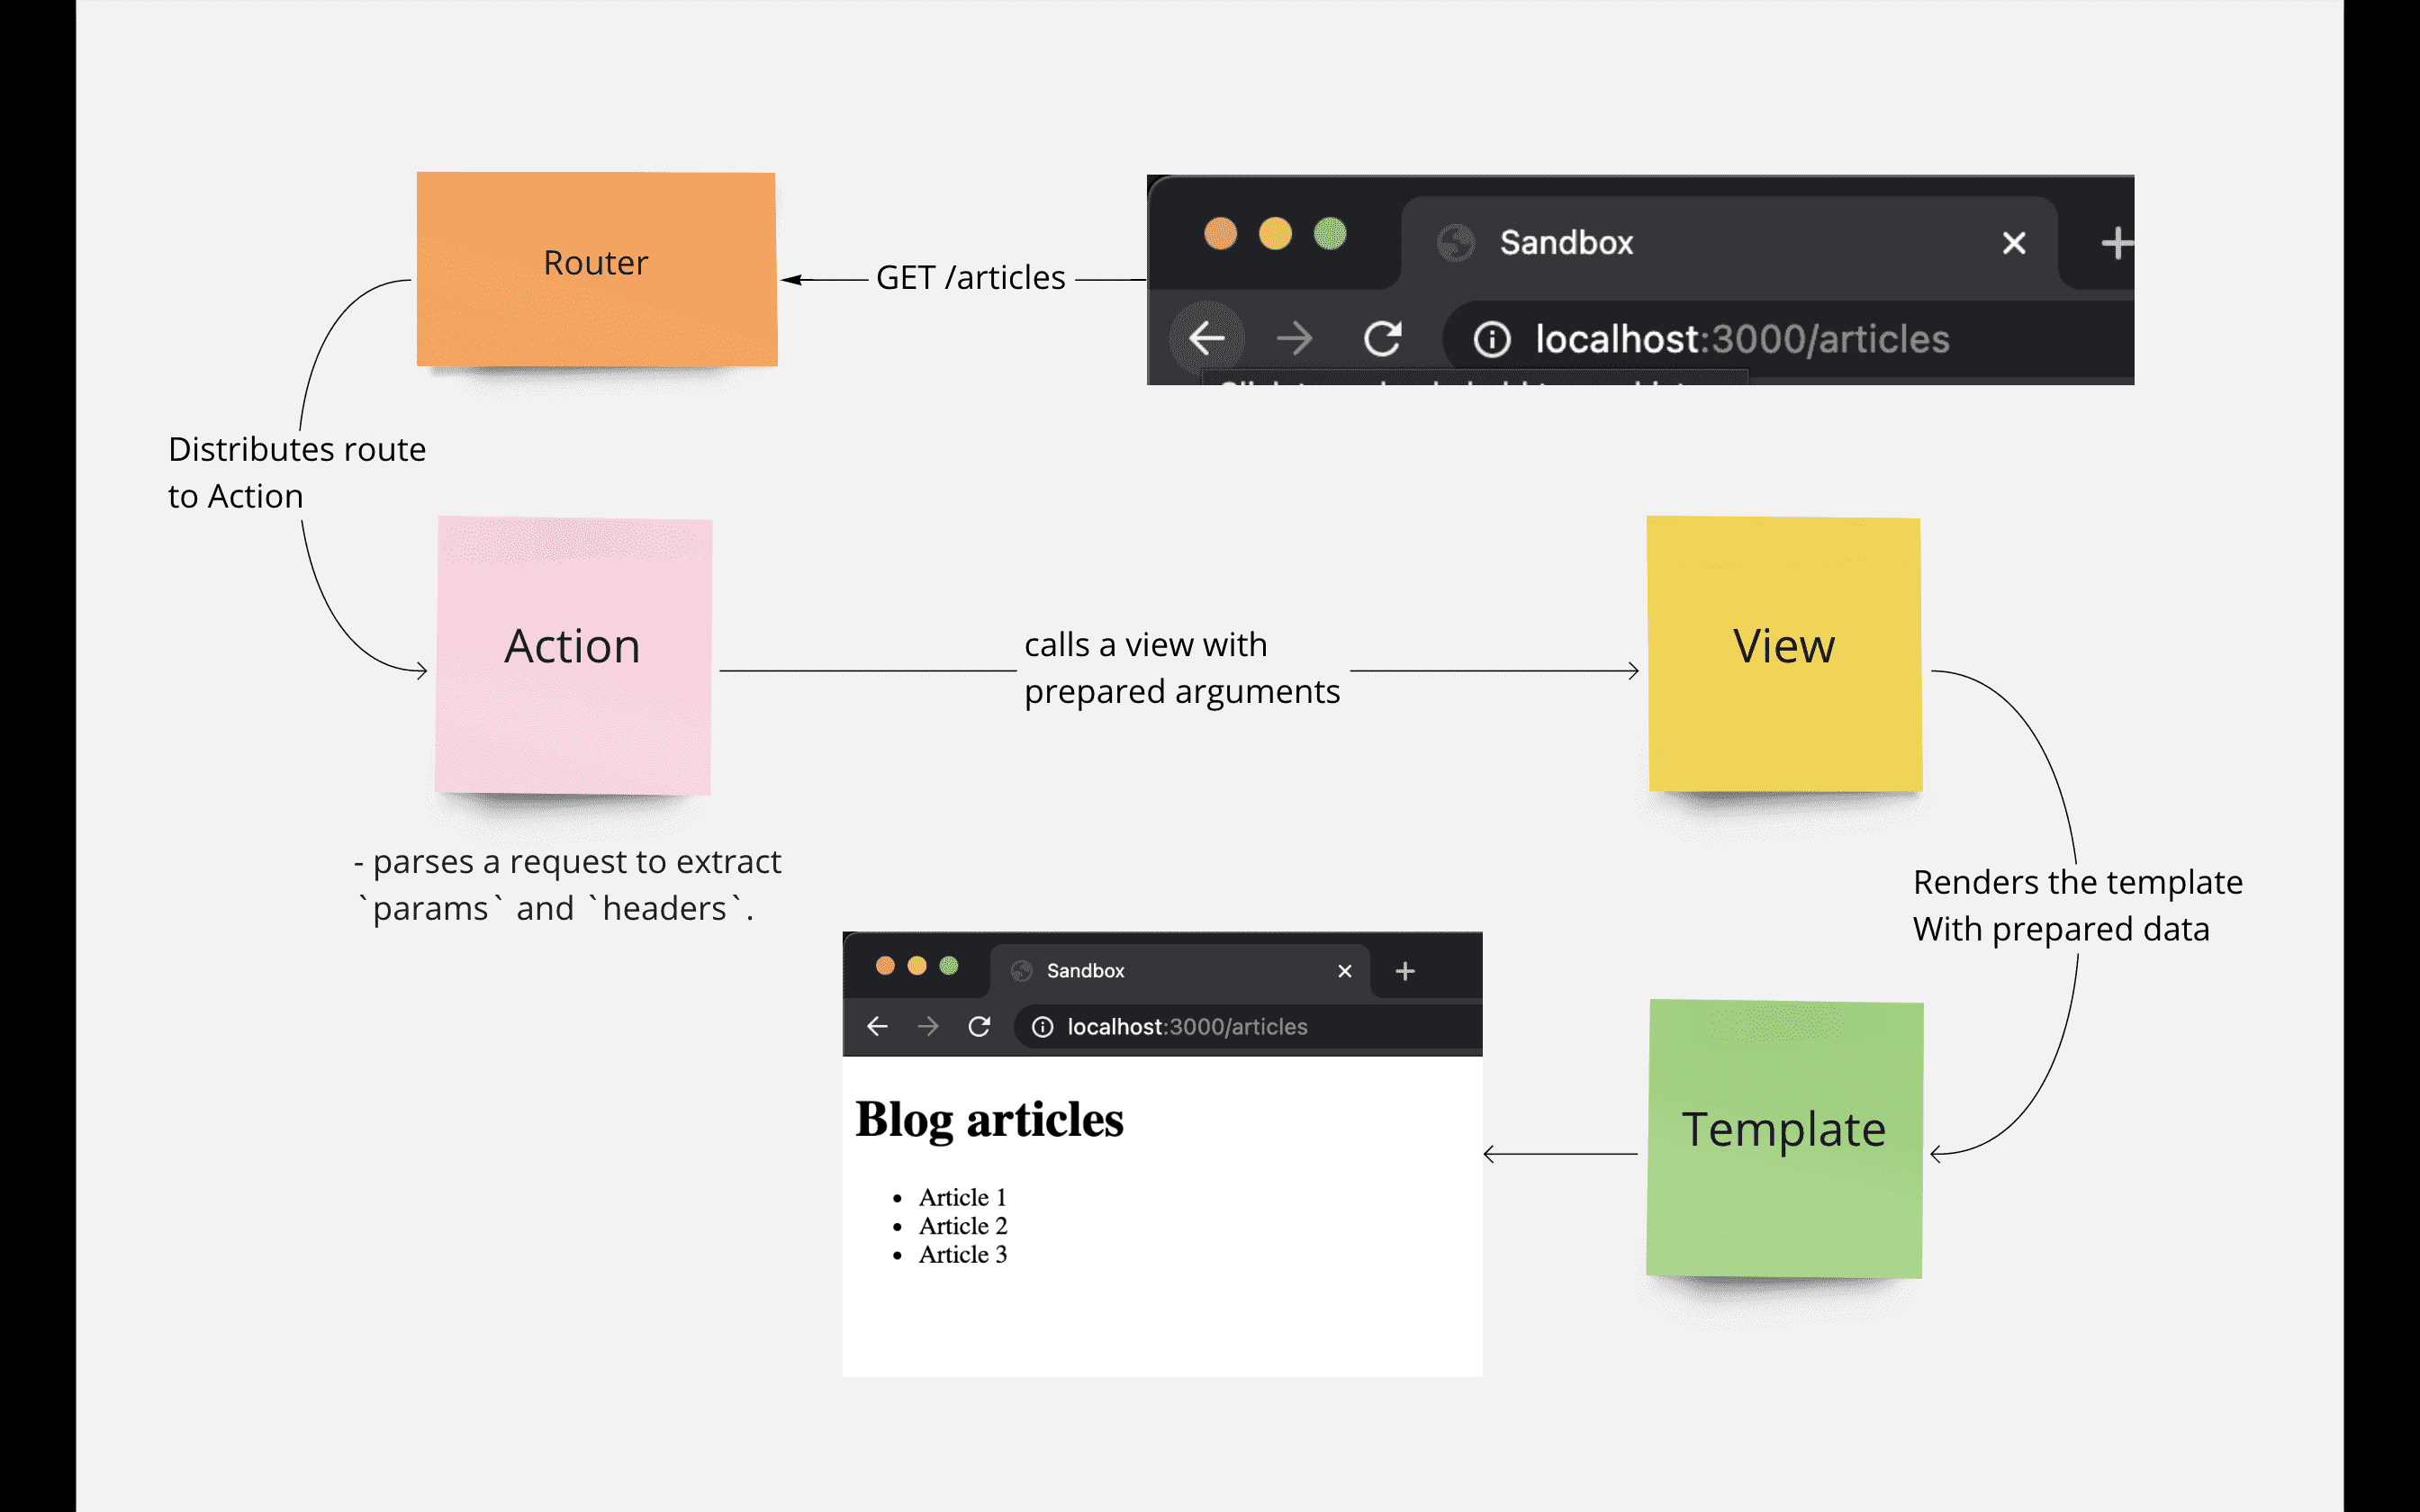 Router
GET /articles
Sandbox
localhost:3000/articles
Distributes route
to Action
Action
calls a view with
prepared arguments
View
- parses a request to extract
`params` and `headers`.
Renders the template
With prepared data
Sandbox
localhost:3000/articles
Blog articles
• Article 1
• Article 2
• Article 3
Template